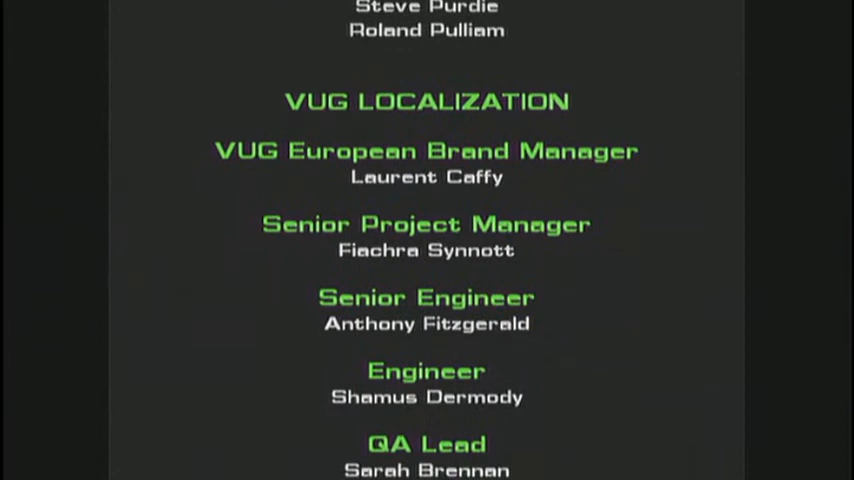 Steve Purdie
Roland Pulliam
VUG LOCALIZATION
VUG European Brand Manager
Laurent Caffy
Senior Project Manager
Fiachra Synnott
Senior Engineer
Anthony Fitzgerald
Engineer
Shamus Dermody
QA Lead
Sarah Brennan